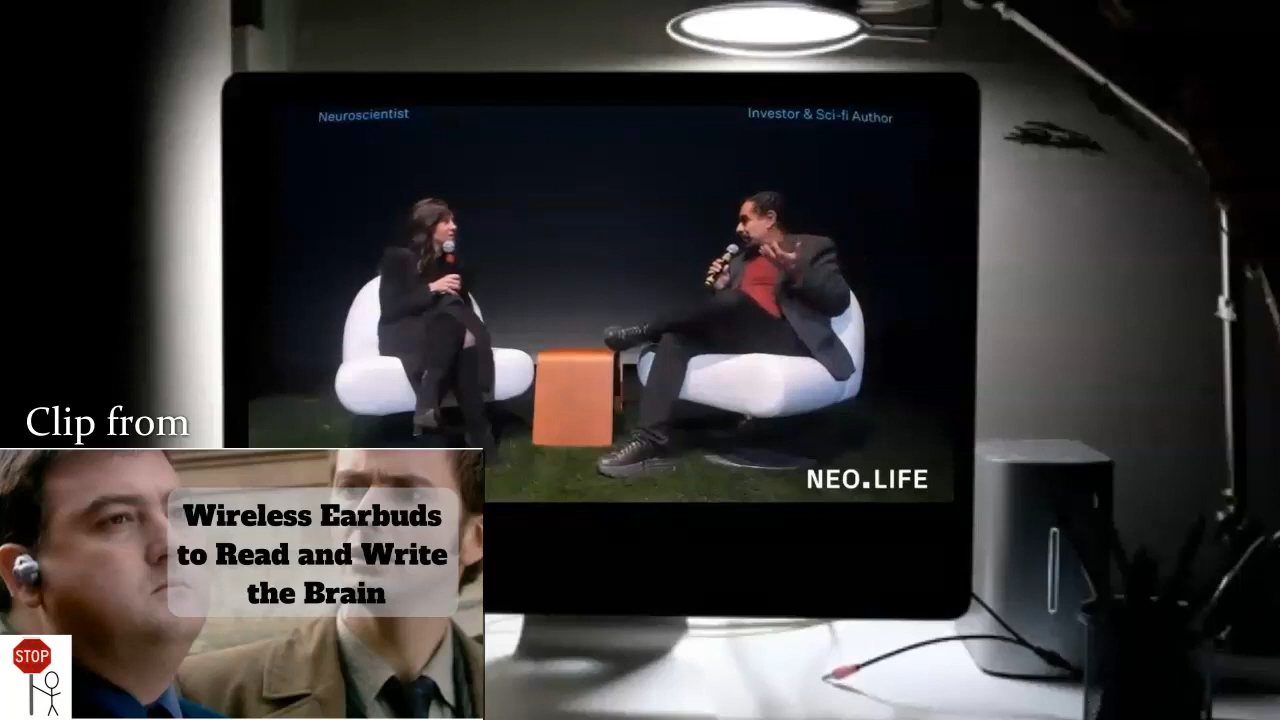 Neuroscientist
Investor & Sci-fi Author
NEO.LIFE
Clip from
Wireless Earbuds
to Read and Write
the Brain
STOP